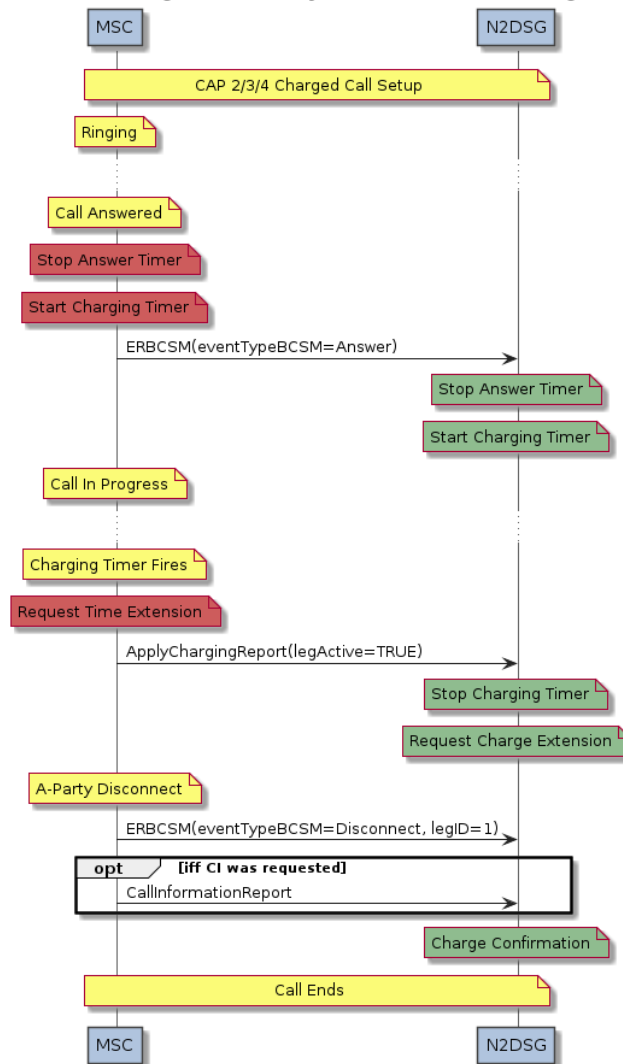 MSC
N2DSG
CAP 2/3/4 Charged Call Setup
Ringing
Call Answered
Stop Answer Timer
Start Charging Timer
ERBCSM(eventTypeBCSM=Answer)
Stop Answer Timer
Start Charging Timer
Call In Progress
Charging Timer Fires
Request Time Extension
ApplyChargingReport(legActive=TRUE)
Stop Charging Timer
Request Charge Extension
A-Party Disconnect
ERBCSM(eventTypeBCSM=Disconnect, legID=1)
opt [iff CI was requested]
CallInformationReport
Charge Confirmation
Call Ends
MSC
N2DSG